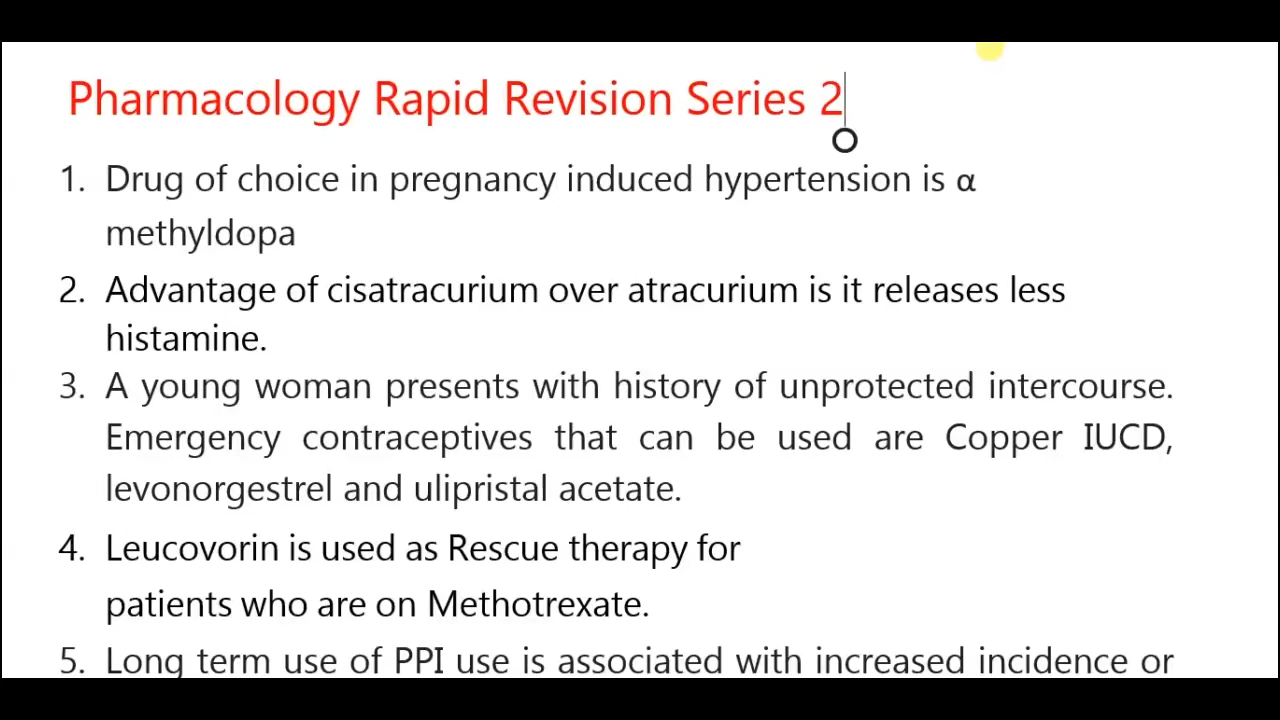 Pharmacology Rapid Revision Series 2
1. Drug of choice in pregnancy induced hypertension is α
methyldopa
2. Advantage of cisatracurium over atracurium is it releases less
histamine.
3. A young woman presents with history of unprotected intercourse.
Emergency contraceptives that can be used are Copper IUCD,
levonorgestrel and ulipristal acetate.
4. Leucovorin is used as Rescue therapy for
patients who are on Methotrexate.
5. Long term use of PPI use is associated with increased incidence or